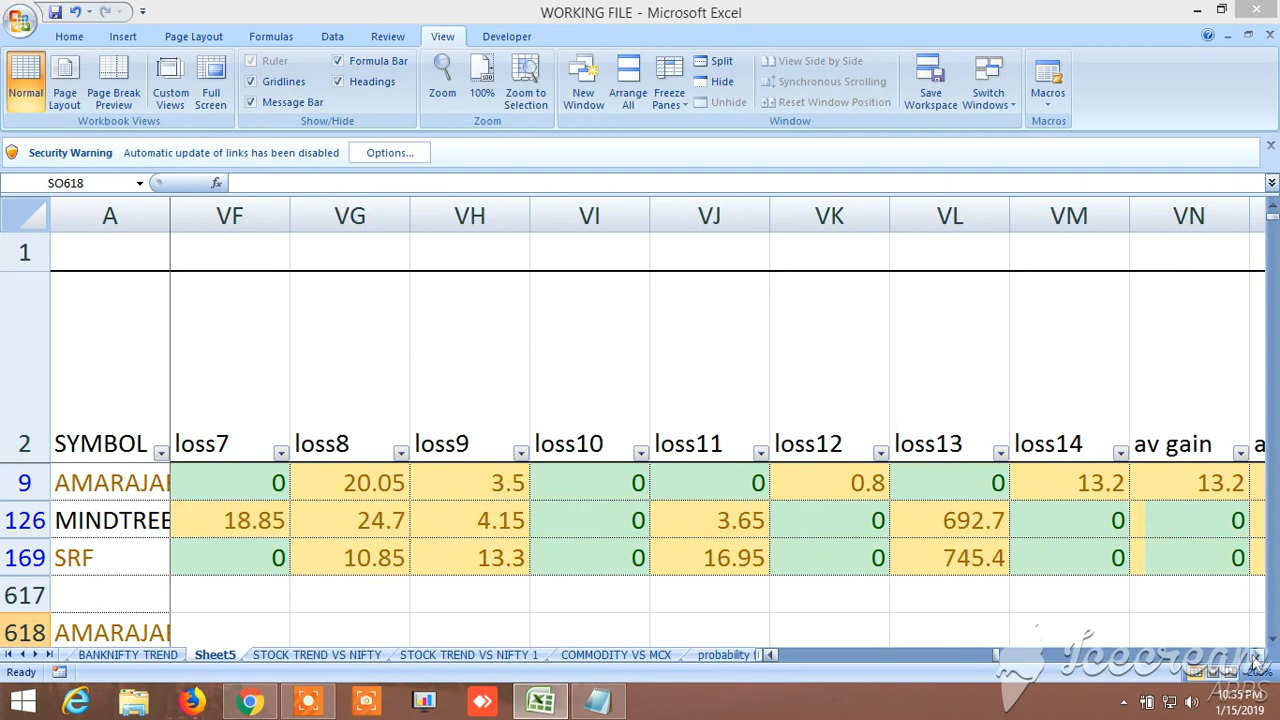 WORKING FILE - Microsoft Excel
Home Insert Page Layout Formulas Data Review View Developer
Normal Page Layout Page Break Preview Custom Views Full Screen
Workbook Views
Ruler Formula Bar
Gridlines Headings
Message Bar
Show/Hide
Zoom 100% Zoom to Selection
Zoom
New Window Arrange All Freeze Panes
Split View Side by Side
Hide Synchronous Scrolling
Unhide Reset Window Position
Save Workspace Switch Windows
Window
Macros
Macros
Security Warning Automatic update of links has been disabled Options...
SO618 fx
A VF VG VH VI VJ VK VL VM VN
1
2 SYMBOL loss7 loss8 loss9 loss10 loss11 loss12 loss13 loss14 av gain a
9 AMARAJAB 0 20.05 3.5 0 0 0.8 0 13.2 13.2
126 MINDTREE 18.85 24.7 4.15 0 3.65 0 692.7 0 0
169 SRF 0 10.85 13.3 0 16.95 0 745.4 0 0
617
618 AMARAJAB
BANKNIFTY TREND Sheet5 STOCK TREND VS NIFTY STOCK TREND VS NIFTY 1 COMMODITY VS MCX probability
Ready 200%
Icecream
APPS
10:35 PM
1/15/2019